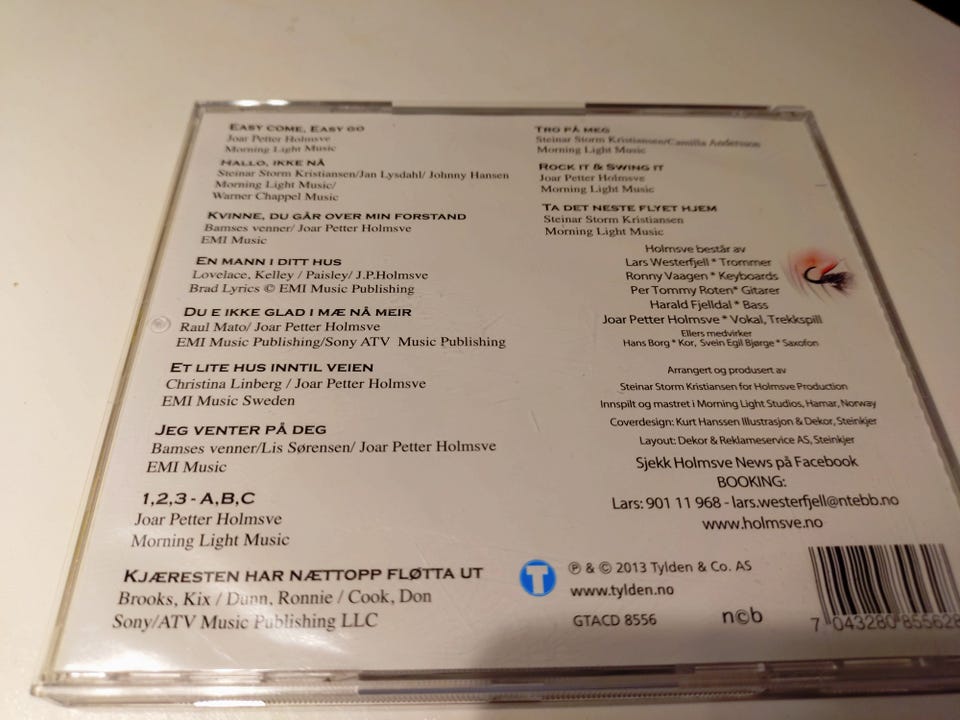 EASY COME, EASY GO
Joar Petter Holmsve
Morning Light Music
HALLO, IKKE NÅ
Steinar Storm Kristiansen/Jan Lysdahl/ Johnny Hansen
Morning Light Music/
Warner Chappel Music
KVINNE, DU GÅR OVER MIN FORSTAND
Bamses venner/ Joar Petter Holmsve
EMI Music
EN MANN I DITT HUS
Lovelace, Kelley / Paisley/ J.P.Holmsve
Brad Lyrics © EMI Music Publishing
DU E IKKE GLAD I MÆ NÅ MEIR
Raul Mato/ Joar Petter Holmsve
EMI Music Publishing/Sony ATV Music Publishing
ET LITE HUS INNTIL VEIEN
Christina Linberg / Joar Petter Holmsve
EMI Music Sweden
JEG VENTER PÅ DEG
Bamses venner/Lis Sørensen/ Joar Petter Holmsve
EMI Music
1,2,3 - A,B,C
Joar Petter Holmsve
Morning Light Music
KJÆRESTEN HAR NÆTTOPP FLØTTA UT
Brooks, Kix / Dunn, Ronnie / Cook, Don
Sony/ATV Music Publishing LLC
TRO PÅ MEG
Steinar Storm Kristiansen/Camilla Andersson
Morning Light Music
ROCK IT & SWING IT
Joar Petter Holmsve
Morning Light Music
TA DET NESTE FLYET HJEM
Steinar Storm Kristiansen
Morning Light Music
Holmsve består av
Lars Westerfjell * Trommer
Ronny Vaagen * Keyboards
Per Tommy Roten* Gitarer
Harald Fjelldal * Bass
Joar Petter Holmsve * Vokal, Trekkspill
Ellers medvirker
Hans Borg * Kor, Svein Egil Bjørge * Saxofon
Arrangert og produsert av
Steinar Storm Kristiansen for Holmsve Production
Innspilt og mastret i Morning Light Studios, Hamar, Norway
Coverdesign: Kurt Hanssen Illustrasjon & Dekor, Steinkjer
Layout: Dekor & Reklameservice AS, Steinkjer
Sjekk Holmsve News på Facebook
BOOKING:
Lars: 901 11 968 - lars.westerfjell@ntebb.no
www.holmsve.no
T
℗ & © 2013 Tylden & Co. AS
www.tylden.no
GTACD 8556
n©b
7 043280 855628